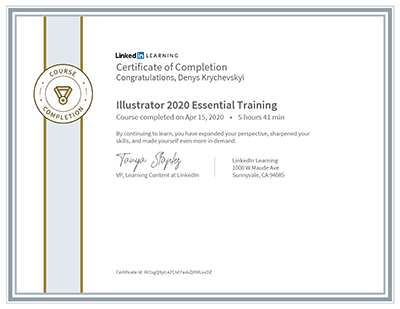 LinkedIn LEARNING
Certificate of Completion
Congratulations, Denys Krychevskyi
COURSE
COMPLETION
Illustrator 2020 Essential Training
Course completed on Apr 15, 2020 • 5 hours 41 min
By continuing to learn, you have expanded your perspective, sharpened your
skills, and made yourself even more in demand.
Tanya Staples
VP, Learning Content at LinkedIn
LinkedIn Learning
1000 W Maude Ave
Sunnyvale, CA 94085
Certificate Id: